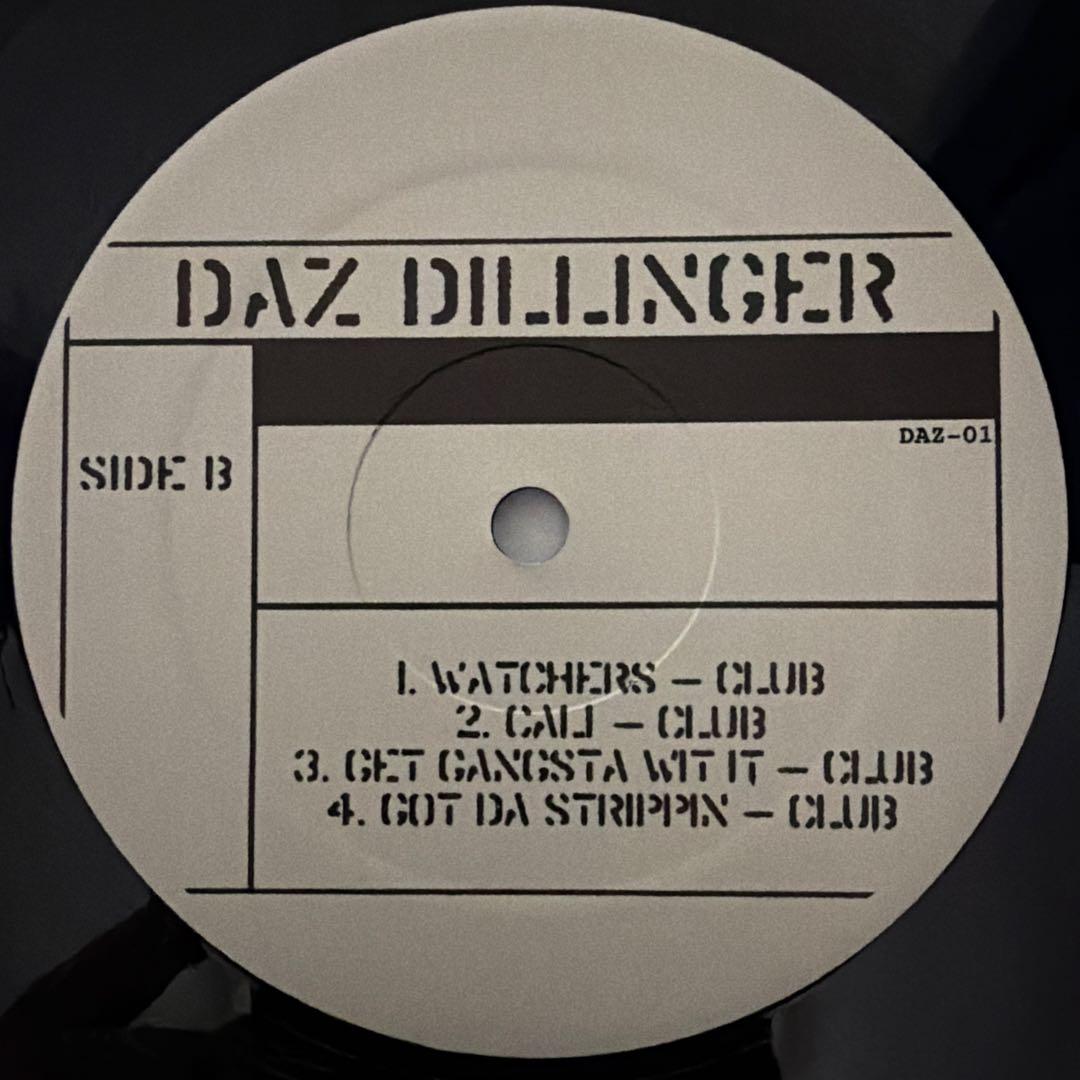 DAZ DILLINGER
DAZ-01
SIDE B
1. WATCHERS – CLUB
2. CALI – CLUB
3. GET GANGSTA WIT IT – CLUB
4. GOT DA STRIPPIN – CLUB